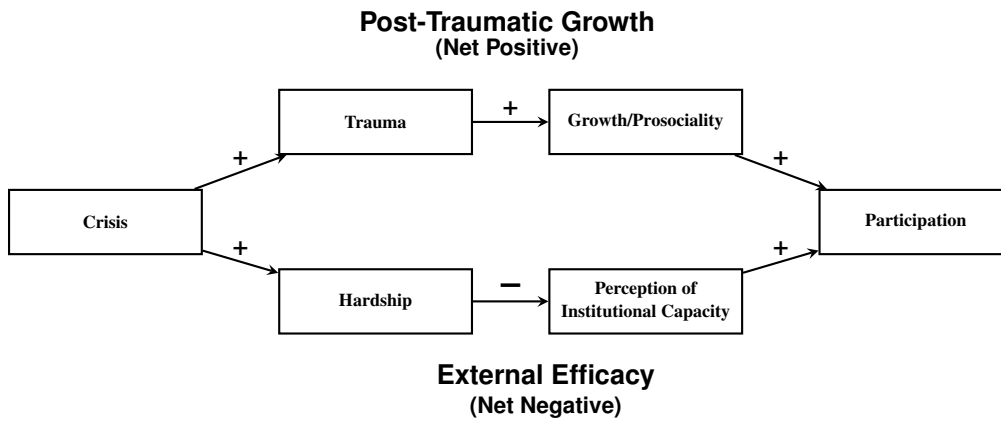 Post-Traumatic Growth
(Net Positive)
+
Trauma
+
Growth/Prosociality
+
Crisis
Participation
+
Hardship
−
Perception of
Institutional Capacity
+
External Efficacy
(Net Negative)